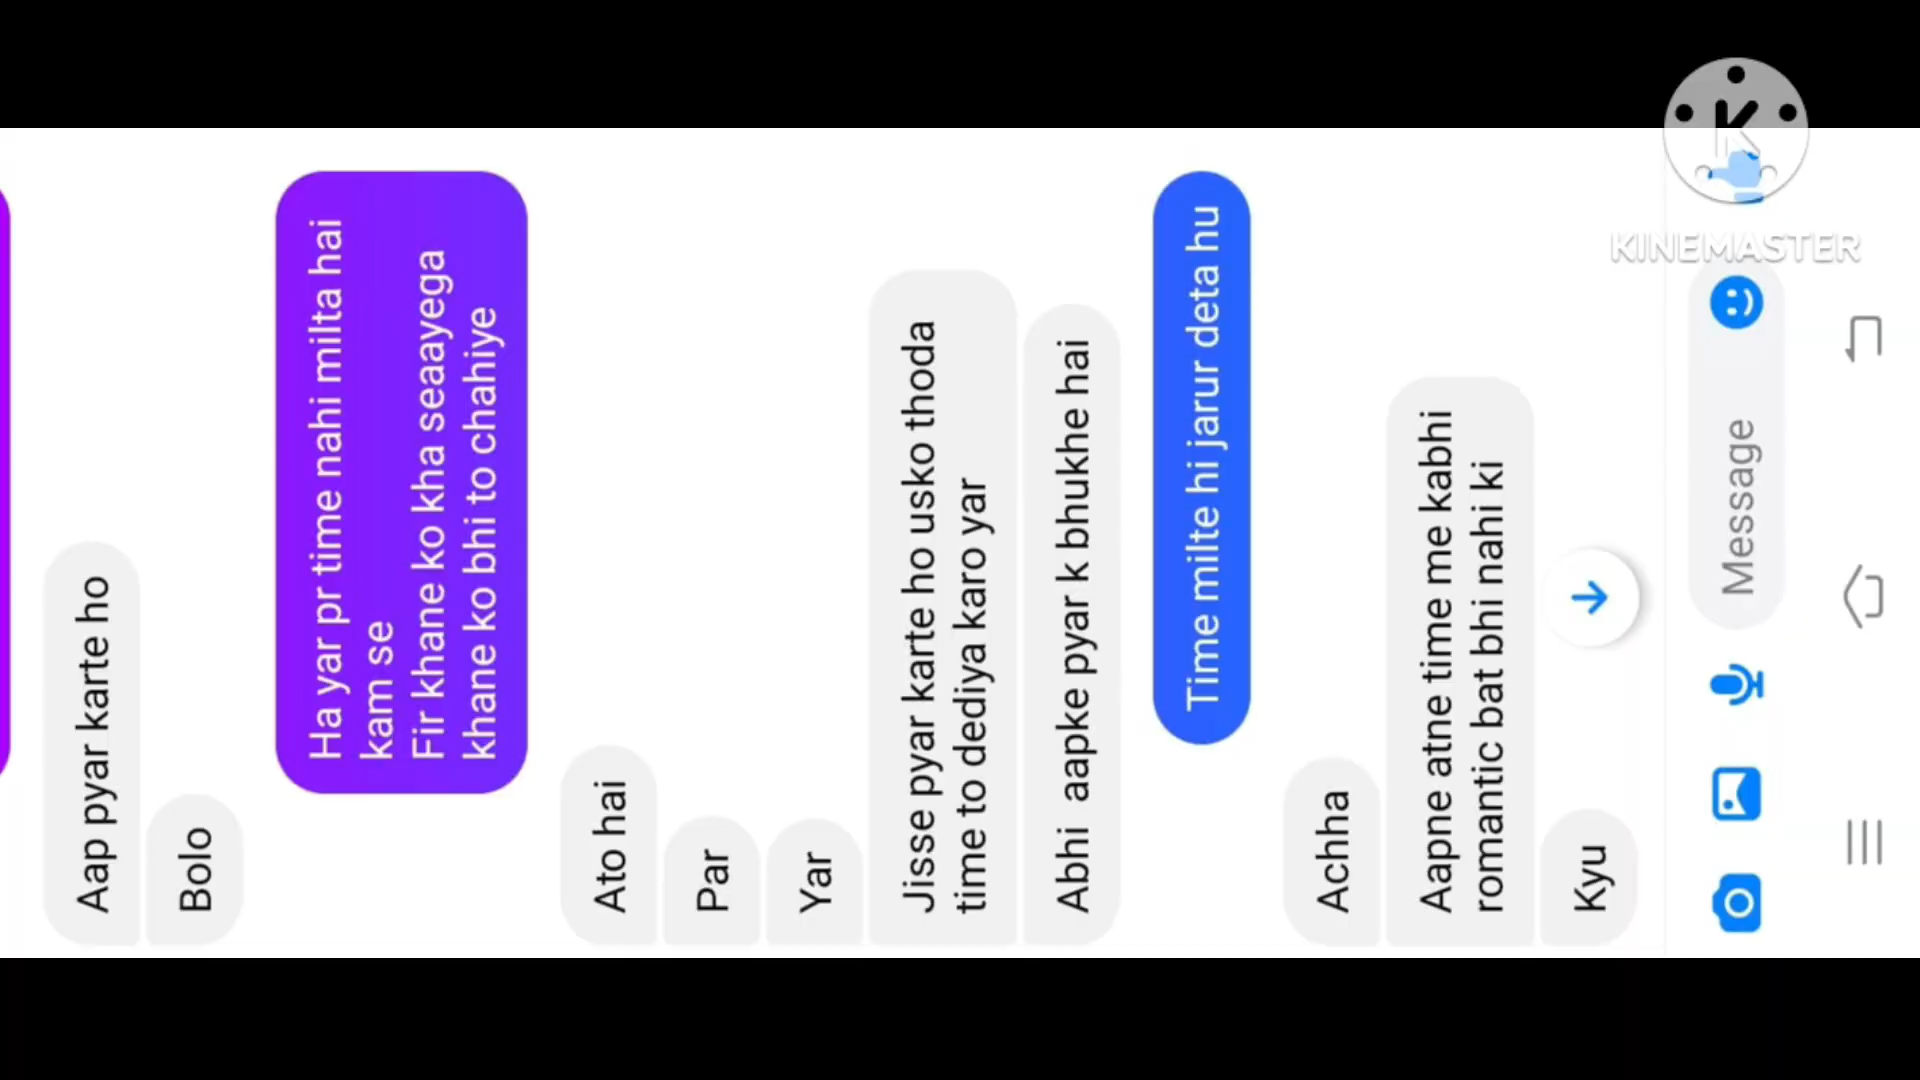 Aap pyar karte ho
Bolo
Ha yar pr time nahi milta hai
kam se
Fir khane ko kha seaayega
khane ko bhi to chahiye
Ato hai
Par
Yar
Jisse pyar karte ho usko thoda
time to dediya karo yar
Abhi aapke pyar k bhukhe hai
Time milte hi jarur deta hu
Achha
Aapne atne time me kabhi
romantic bat bhi nahi ki
Kyu
Message
K
KINEMASTER